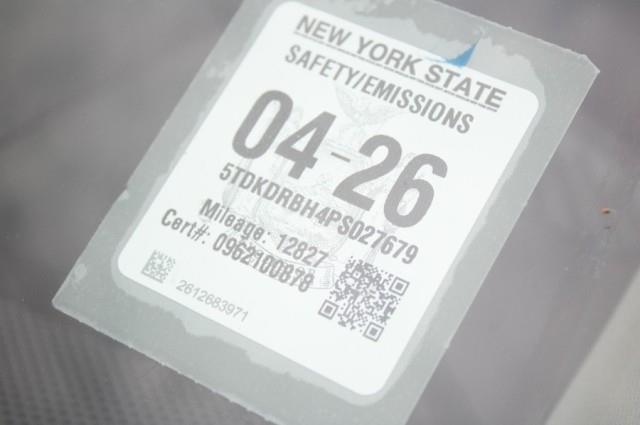 NEW YORK STATE
SAFETY/EMISSIONS
04-26
5TDKDRBH4PS027679
Mileage: 12827
Cert#: 0962100878
2612683971